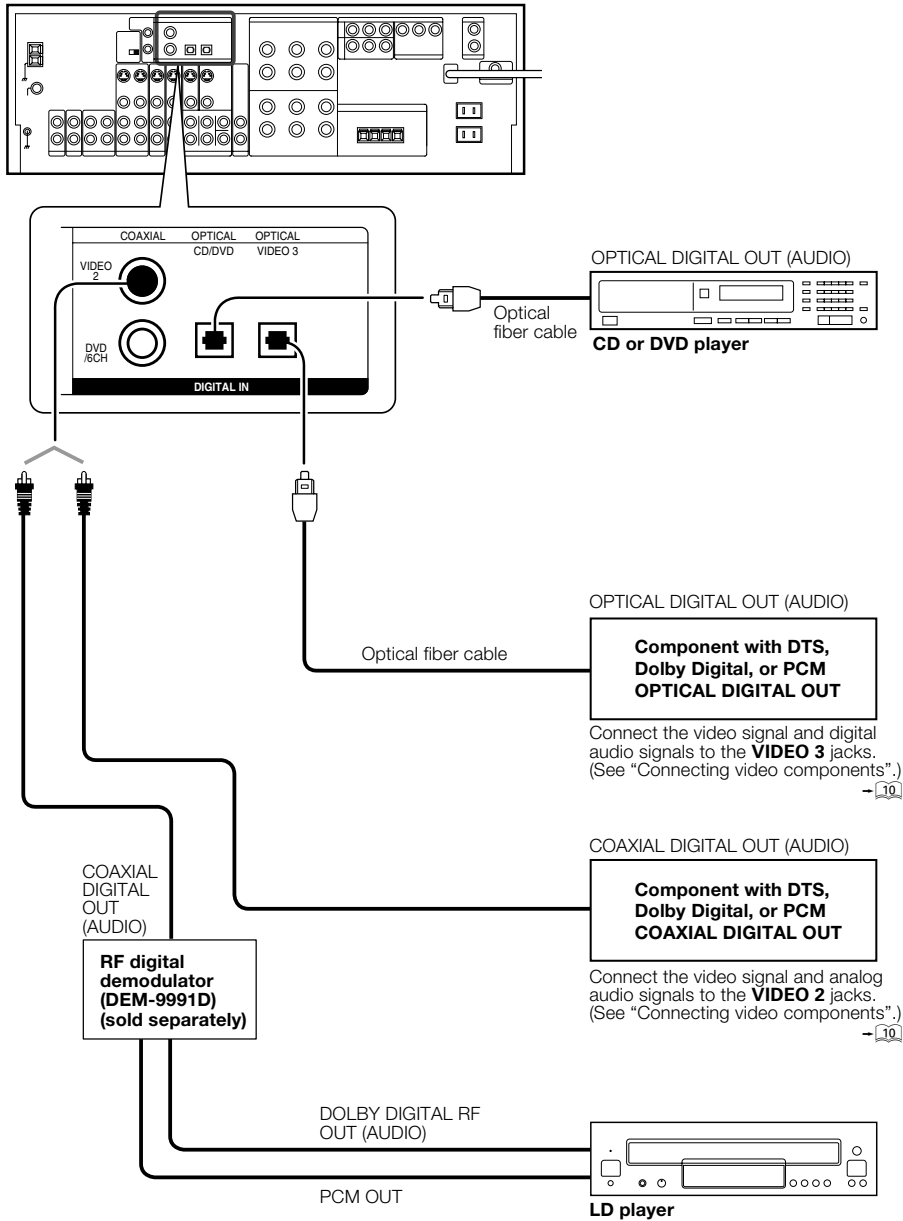 COAXIAL OPTICAL OPTICAL
CD/DVD VIDEO 3
VIDEO
2
DVD
/6CH
DIGITAL IN
OPTICAL DIGITAL OUT (AUDIO)
Optical
fiber cable
CD or DVD player
OPTICAL DIGITAL OUT (AUDIO)
Optical fiber cable
Component with DTS,
Dolby Digital, or PCM
OPTICAL DIGITAL OUT
Connect the video signal and digital
audio signals to the VIDEO 3 jacks.
(See “Connecting video components”.)
10
COAXIAL DIGITAL OUT (AUDIO)
Component with DTS,
Dolby Digital, or PCM
COAXIAL DIGITAL OUT
Connect the video signal and analog
audio signals to the VIDEO 2 jacks.
(See “Connecting video components”.)
10
COAXIAL
DIGITAL
OUT
(AUDIO)
RF digital
demodulator
(DEM-9991D)
(sold separately)
DOLBY DIGITAL RF
OUT (AUDIO)
PCM OUT
LD player